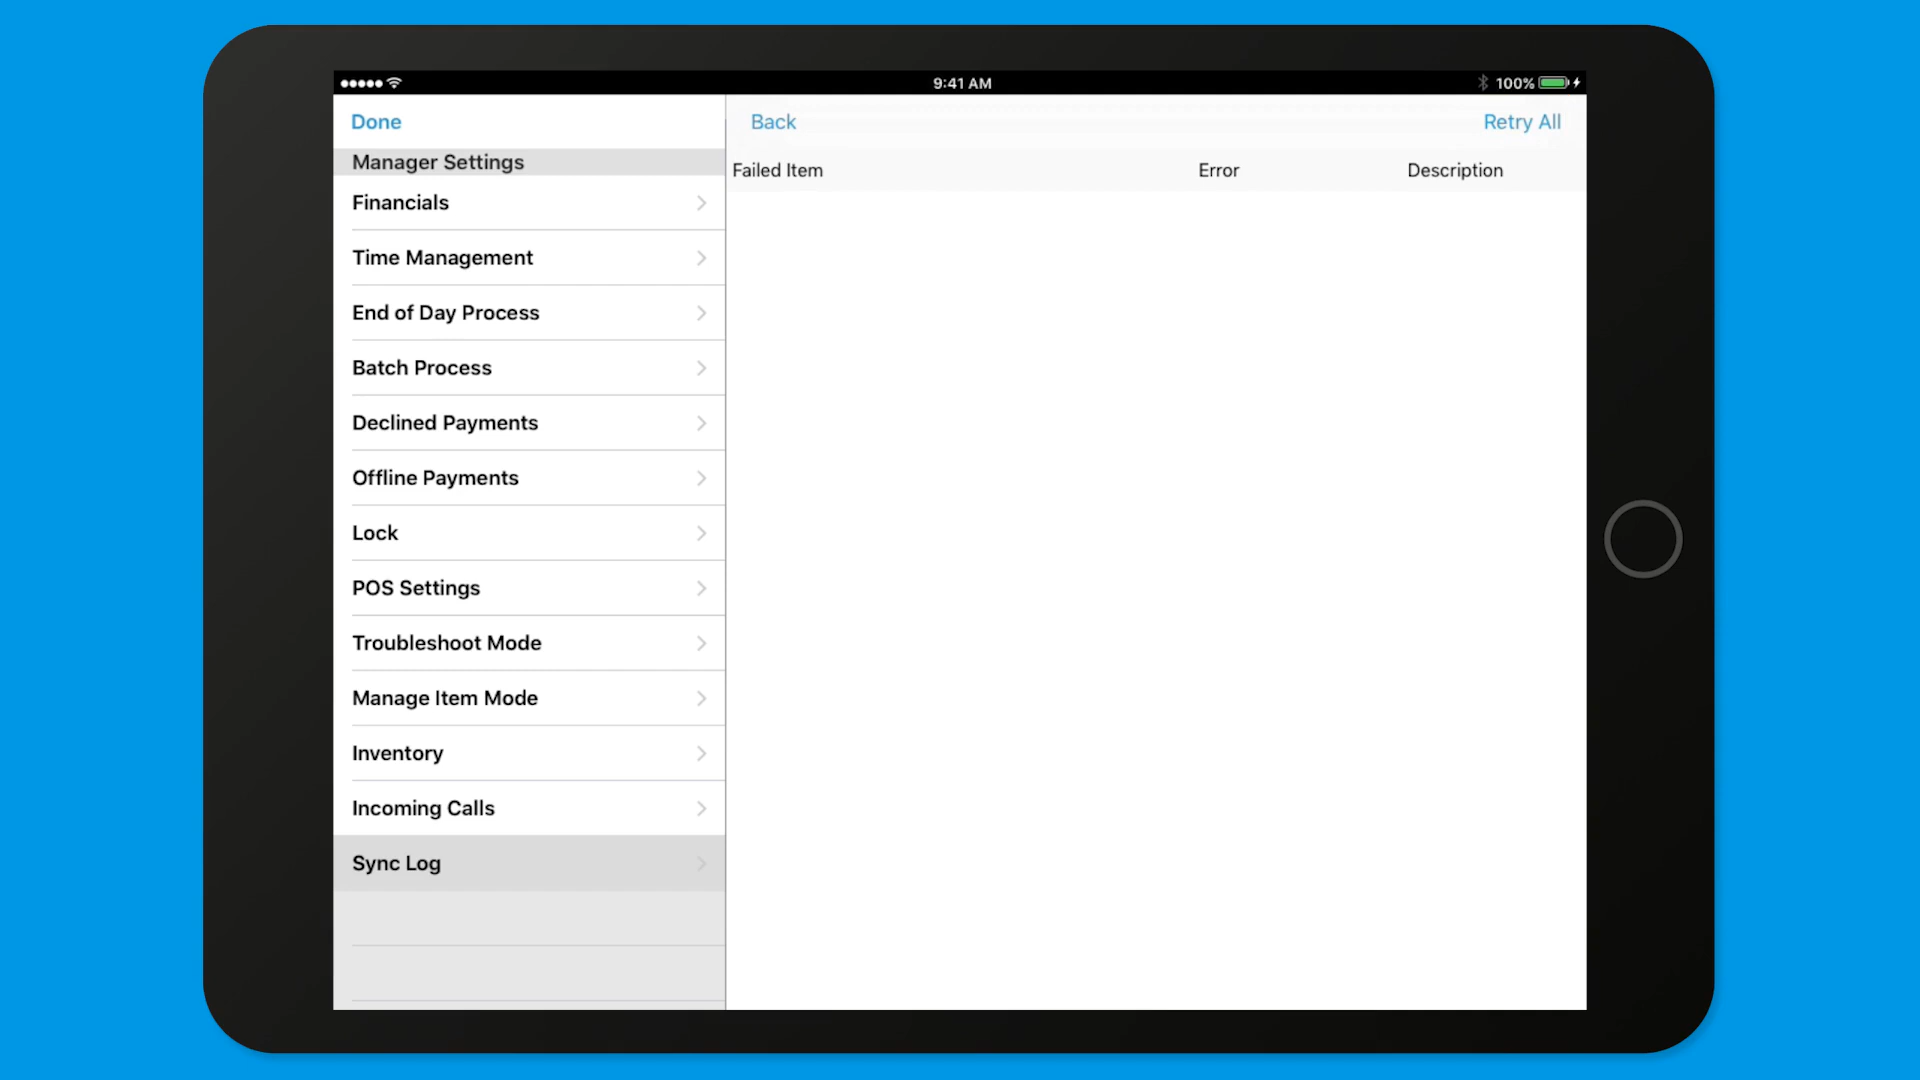 9:41 AM
100%
Done
Back
Retry All
Manager Settings
Failed Item
Error
Description
Financials
Time Management
End of Day Process
Batch Process
Declined Payments
Offline Payments
Lock
POS Settings
Troubleshoot Mode
Manage Item Mode
Inventory
Incoming Calls
Sync Log